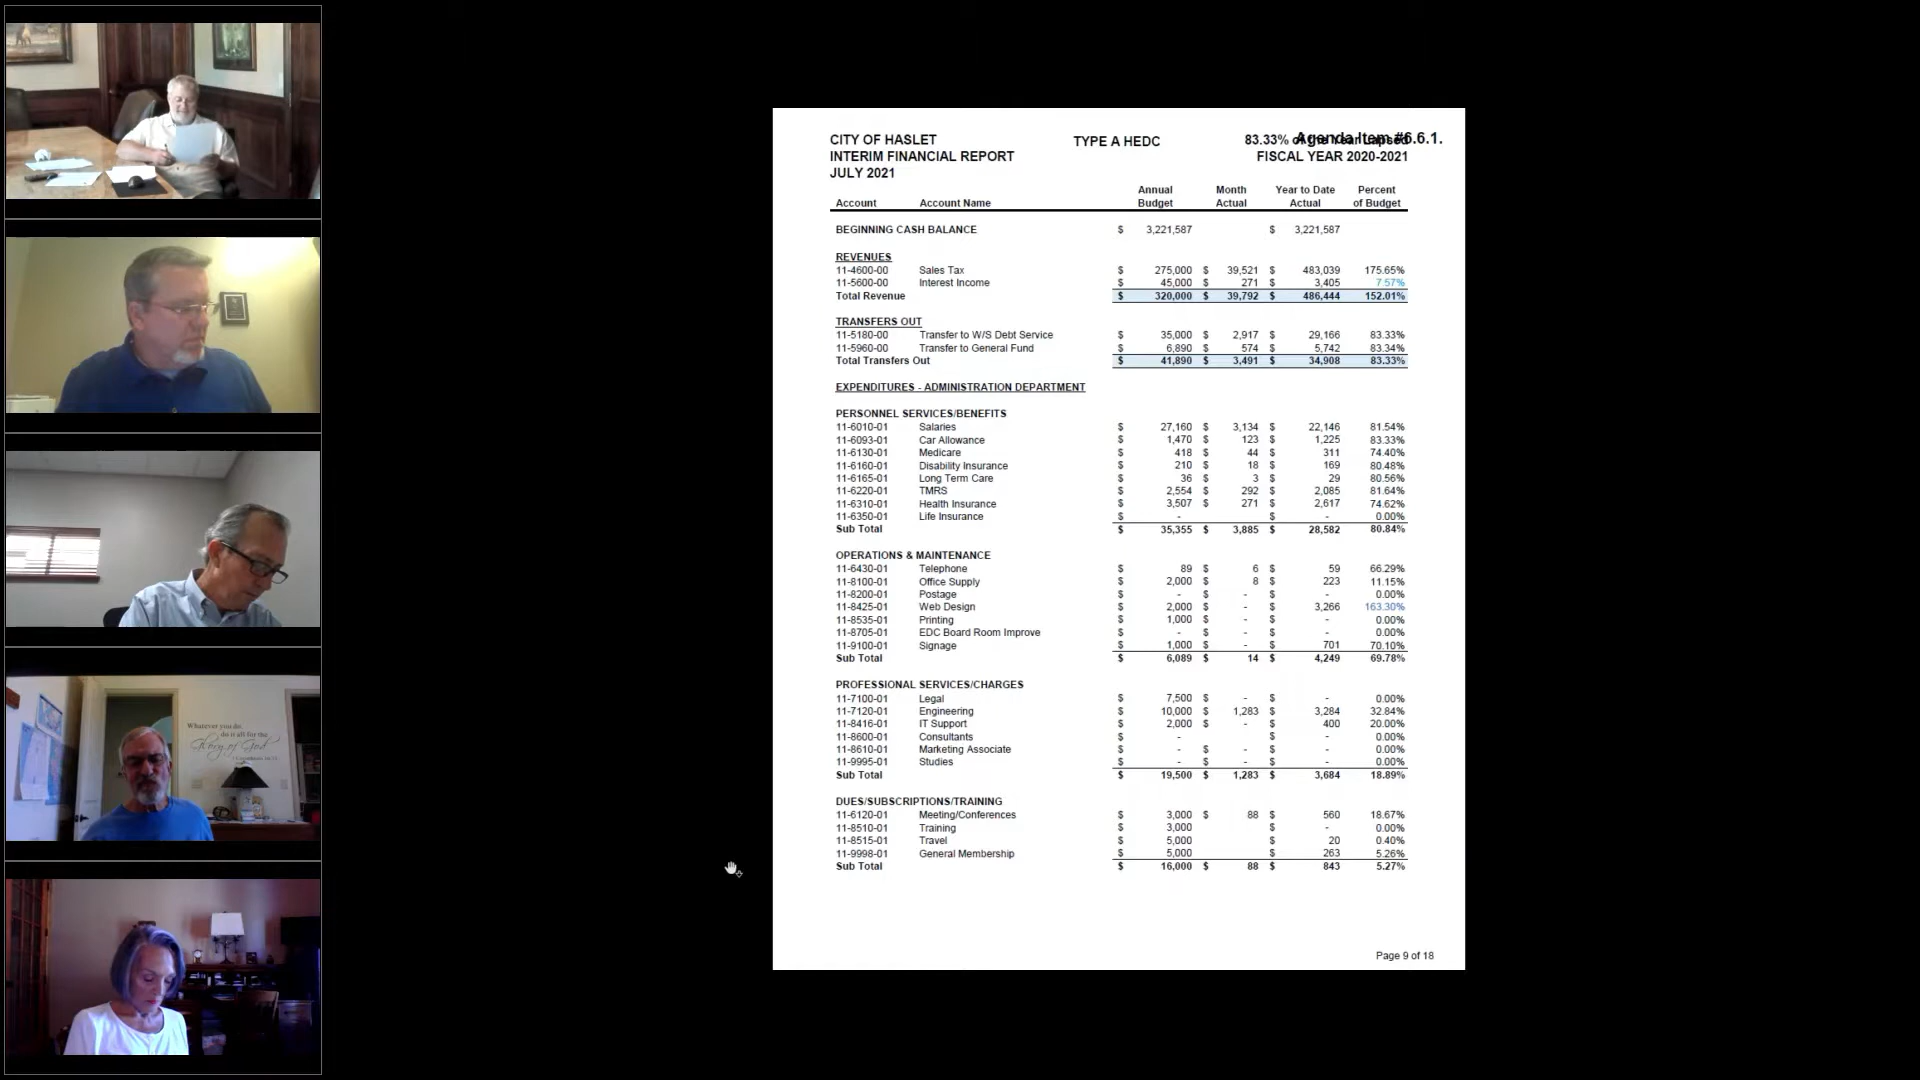 Whatever you do,
do it all for the
Glory of God
CITY OF HASLET TYPE A HEDC 83.33% of the Year Lapsed Agenda Item #6.6.1.
INTERIM FINANCIAL REPORT FISCAL YEAR 2020-2021
JULY 2021
Annual Month Year to Date Percent
Account Account Name Budget Actual Actual of Budget
BEGINNING CASH BALANCE $ 3,221,587 $ 3,221,587
REVENUES
11-4600-00 Sales Tax $ 275,000 $ 39,521 $ 483,039 175.65%
11-5600-00 Interest Income $ 45,000 $ 271 $ 3,405 7.57%
Total Revenue $ 320,000 $ 39,792 $ 486,444 152.01%
TRANSFERS OUT
11-5180-00 Transfer to W/S Debt Service $ 35,000 $ 2,917 $ 29,166 83.33%
11-5960-00 Transfer to General Fund $ 6,890 $ 574 $ 5,742 83.34%
Total Transfers Out $ 41,890 $ 3,491 $ 34,908 83.33%
EXPENDITURES - ADMINISTRATION DEPARTMENT
PERSONNEL SERVICES/BENEFITS
11-6010-01 Salaries $ 27,160 $ 3,134 $ 22,146 81.54%
11-6093-01 Car Allowance $ 1,470 $ 123 $ 1,225 83.33%
11-6130-01 Medicare $ 418 $ 44 $ 311 74.40%
11-6160-01 Disability Insurance $ 210 $ 18 $ 169 80.48%
11-6165-01 Long Term Care $ 36 $ 3 $ 29 80.56%
11-6220-01 TMRS $ 2,554 $ 292 $ 2,085 81.64%
11-6310-01 Health Insurance $ 3,507 $ 271 $ 2,617 74.62%
11-6350-01 Life Insurance $ - $ - 0.00%
Sub Total $ 35,355 $ 3,885 $ 28,582 80.84%
OPERATIONS & MAINTENANCE
11-6430-01 Telephone $ 89 $ 6 $ 59 66.29%
11-8100-01 Office Supply $ 2,000 $ 8 $ 223 11.15%
11-8200-01 Postage $ - $ - $ - 0.00%
11-8425-01 Web Design $ 2,000 $ - $ 3,266 163.30%
11-8535-01 Printing $ 1,000 $ - $ - 0.00%
11-8705-01 EDC Board Room Improve $ - $ - $ - 0.00%
11-9100-01 Signage $ 1,000 $ - $ 701 70.10%
Sub Total $ 6,089 $ 14 $ 4,249 69.78%
PROFESSIONAL SERVICES/CHARGES
11-7100-01 Legal $ 7,500 $ - $ - 0.00%
11-7120-01 Engineering $ 10,000 $ 1,283 $ 3,284 32.84%
11-8416-01 IT Support $ 2,000 $ - $ 400 20.00%
11-8600-01 Consultants $ - $ - 0.00%
11-8610-01 Marketing Associate $ - $ - $ - 0.00%
11-9995-01 Studies $ - $ - $ - 0.00%
Sub Total $ 19,500 $ 1,283 $ 3,684 18.89%
DUES/SUBSCRIPTIONS/TRAINING
11-6120-01 Meeting/Conferences $ 3,000 $ 88 $ 560 18.67%
11-8510-01 Training $ 3,000 $ - 0.00%
11-8515-01 Travel $ 5,000 $ 20 0.40%
11-9998-01 General Membership $ 5,000 $ 263 5.26%
Sub Total $ 16,000 $ 88 $ 843 5.27%
Page 9 of 18